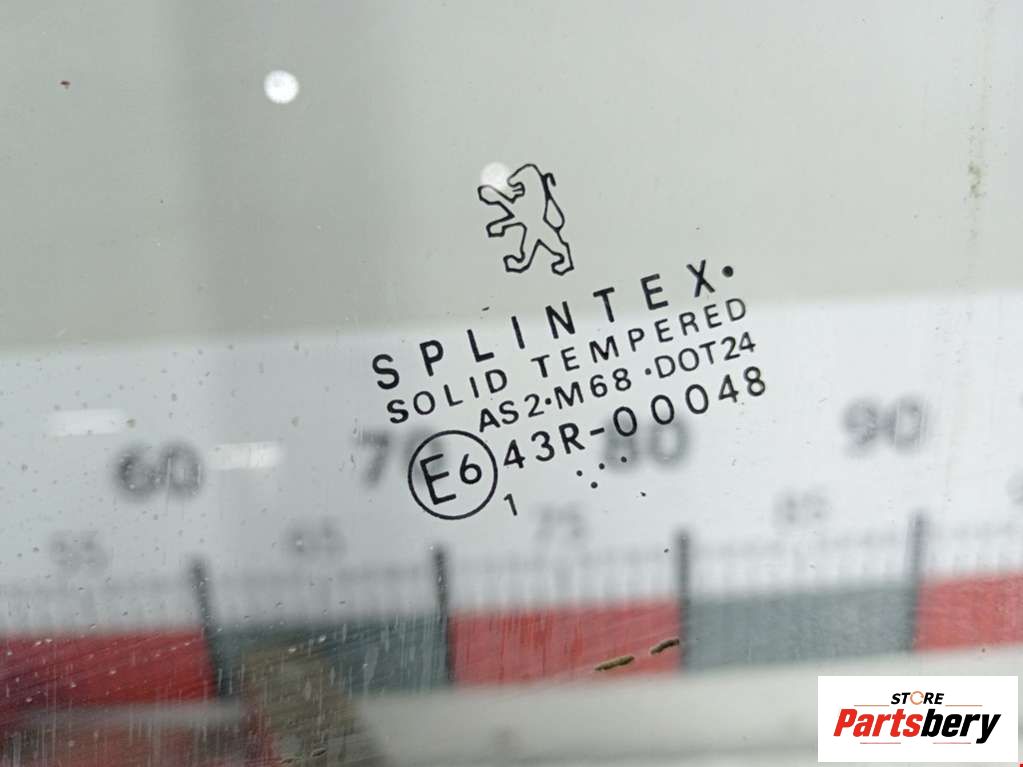 SPLINTEX.
SOLID TEMPERED
AS2·M68·DOT24
E6 43R-00048
1
60 70 80 90
55 65 75 85
STORE
Partsbery